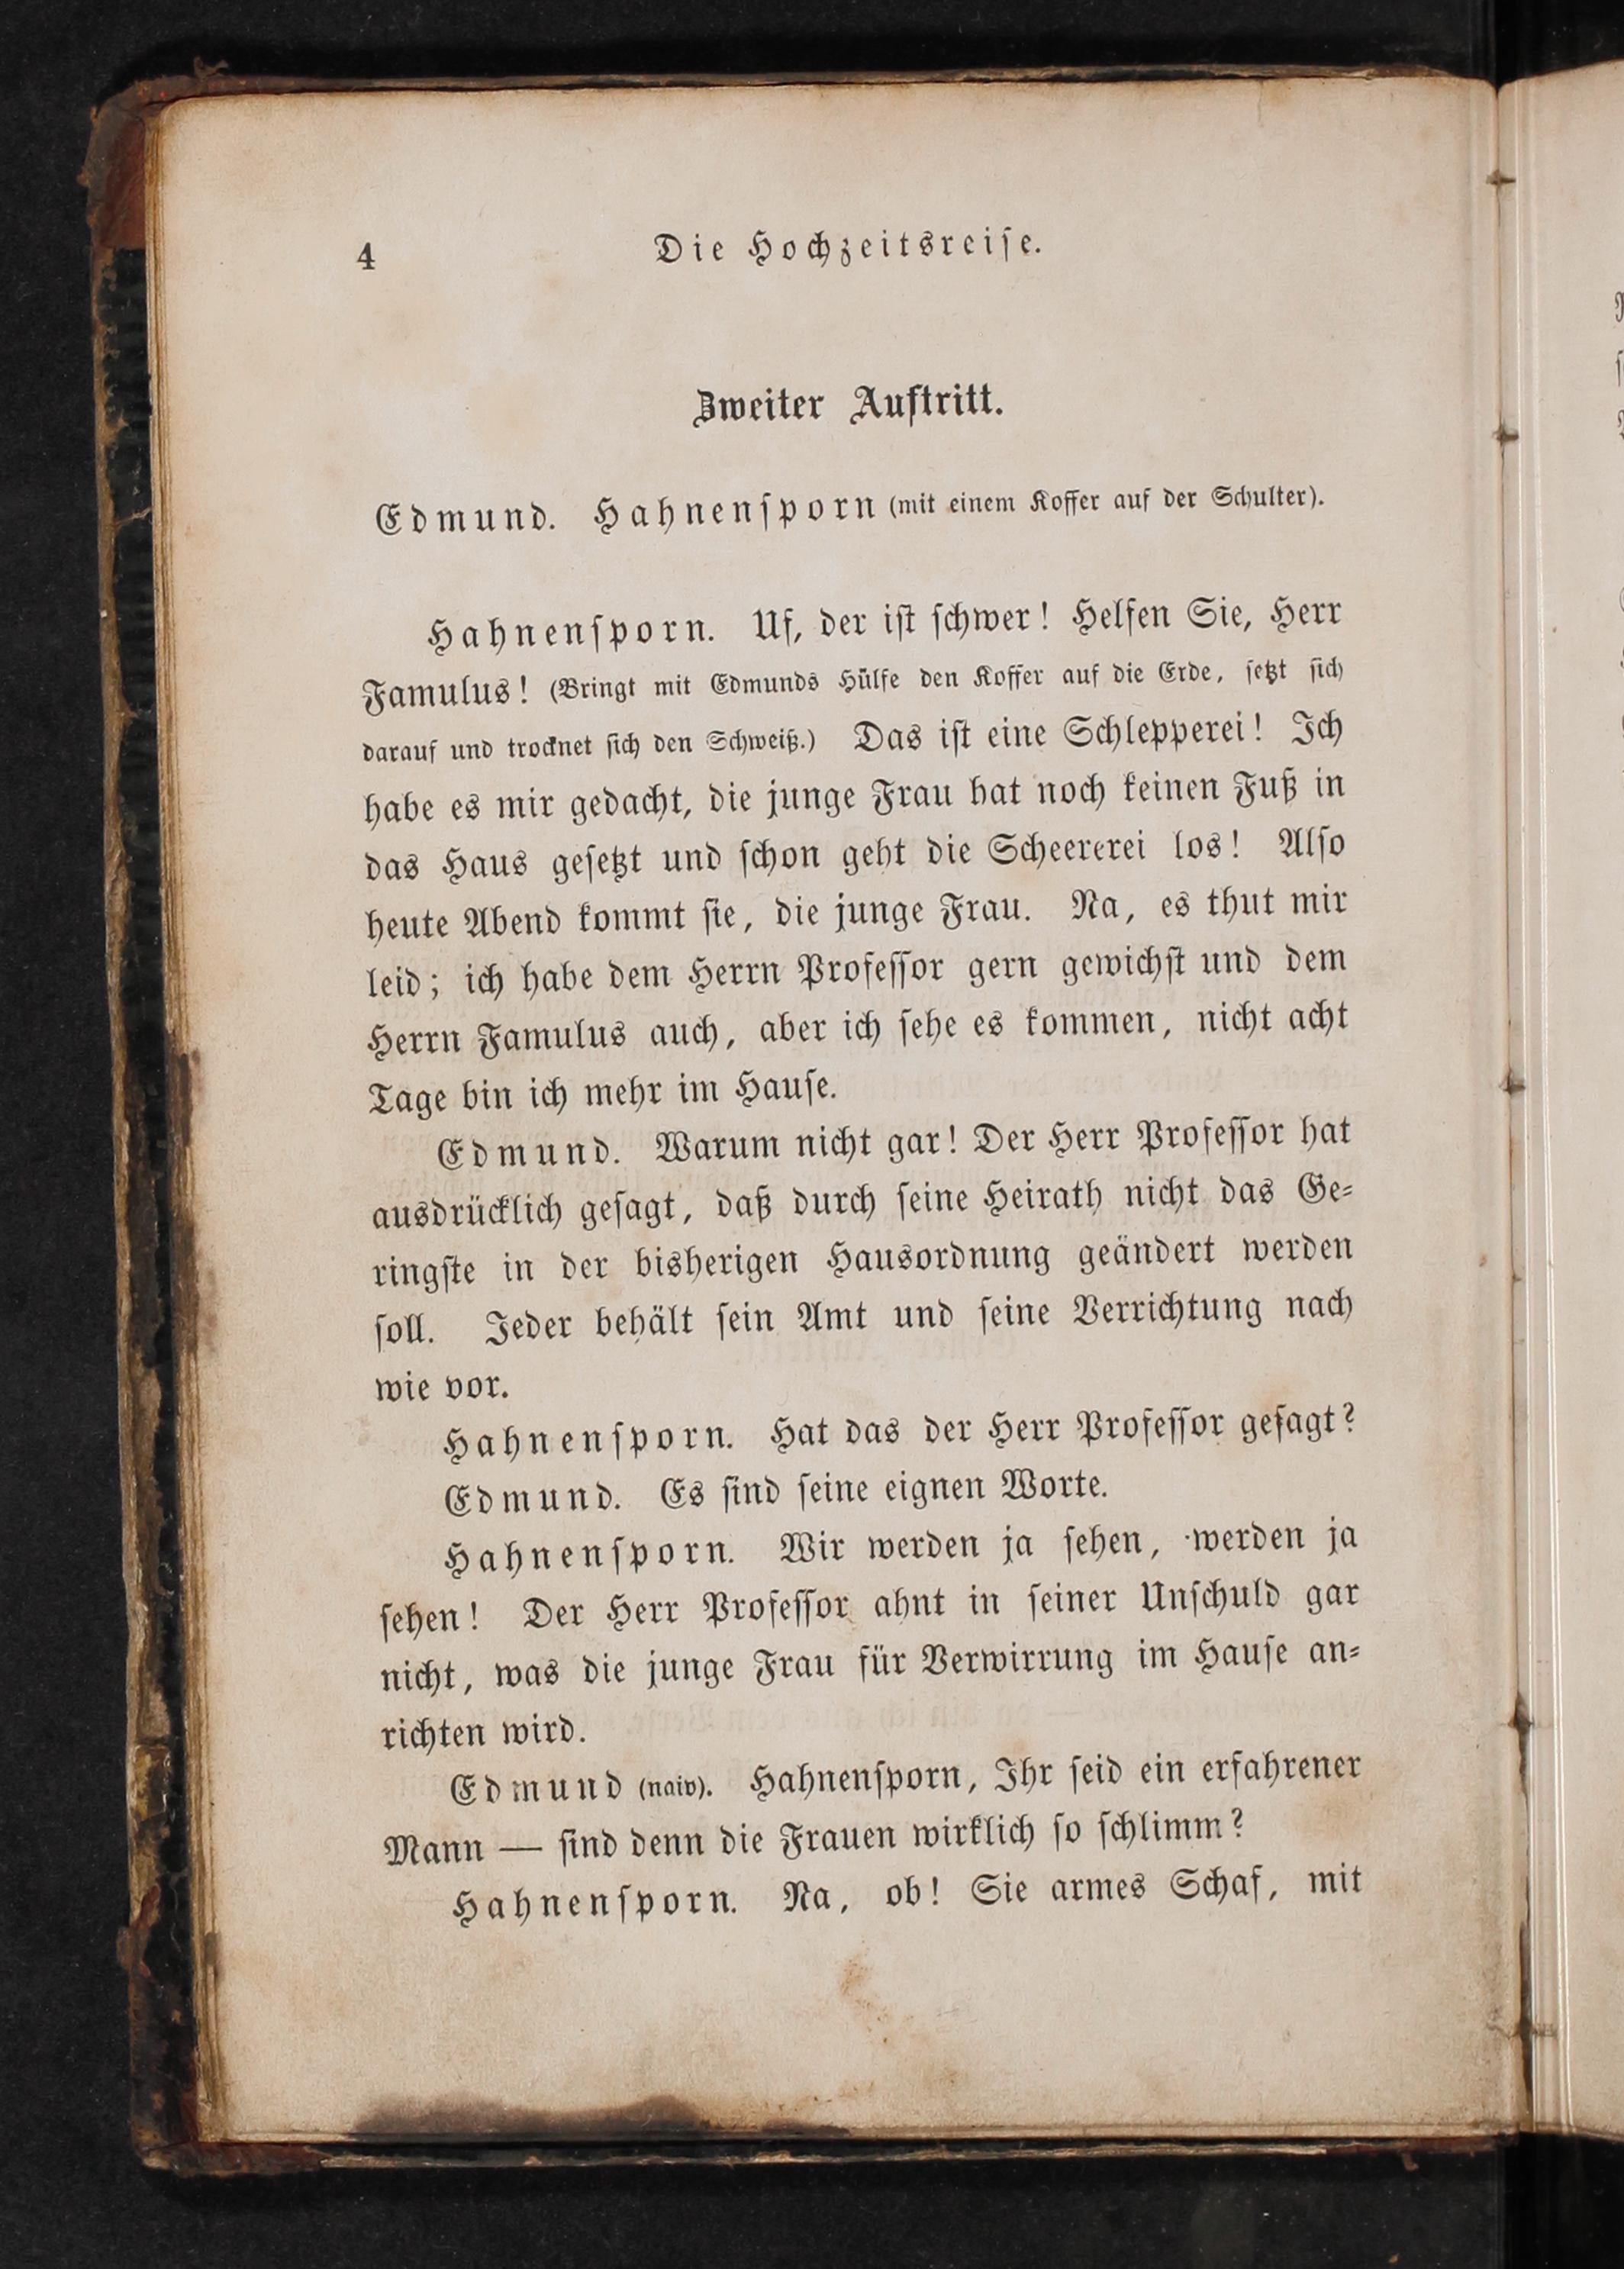 4
Die Hochzeitsreiſe.
Zweiter Auftritt.
Edmund. Hahnenſporn (mit einem Koffer auf der Schulter).
Hahnenſporn. Uf, der iſt ſchwer! Helfen Sie, Herr
Famulus! (Bringt mit Edmunds Hülfe den Koffer auf die Erde, ſetzt ſich
darauf und trocknet ſich den Schweiß.) Das iſt eine Schlepperei! Ich
habe es mir gedacht, die junge Frau hat noch keinen Fuß in
das Haus geſetzt und ſchon geht die Scheererei los! Alſo
heute Abend kommt ſie, die junge Frau. Na, es thut mir
leid; ich habe dem Herrn Profeſſor gern gewichſt und dem
Herrn Famulus auch, aber ich ſehe es kommen, nicht acht
Tage bin ich mehr im Hauſe.
Edmund. Warum nicht gar! Der Herr Profeſſor hat
ausdrücklich geſagt, daß durch ſeine Heirath nicht das Ge⸗
ringſte in der bisherigen Hausordnung geändert werden
ſoll. Jeder behält ſein Amt und ſeine Verrichtung nach
wie vor.
Hahnenſporn. Hat das der Herr Profeſſor geſagt?
Edmund. Es ſind ſeine eignen Worte.
Hahnenſporn. Wir werden ja ſehen, werden ja
ſehen! Der Herr Profeſſor ahnt in ſeiner Unſchuld gar
nicht, was die junge Frau für Verwirrung im Hauſe an⸗
richten wird.
Edmund (naiv). Hahnenſporn, Ihr ſeid ein erfahrener
Mann — ſind denn die Frauen wirklich ſo ſchlimm?
Hahnenſporn. Na, ob! Sie armes Schaf, mit